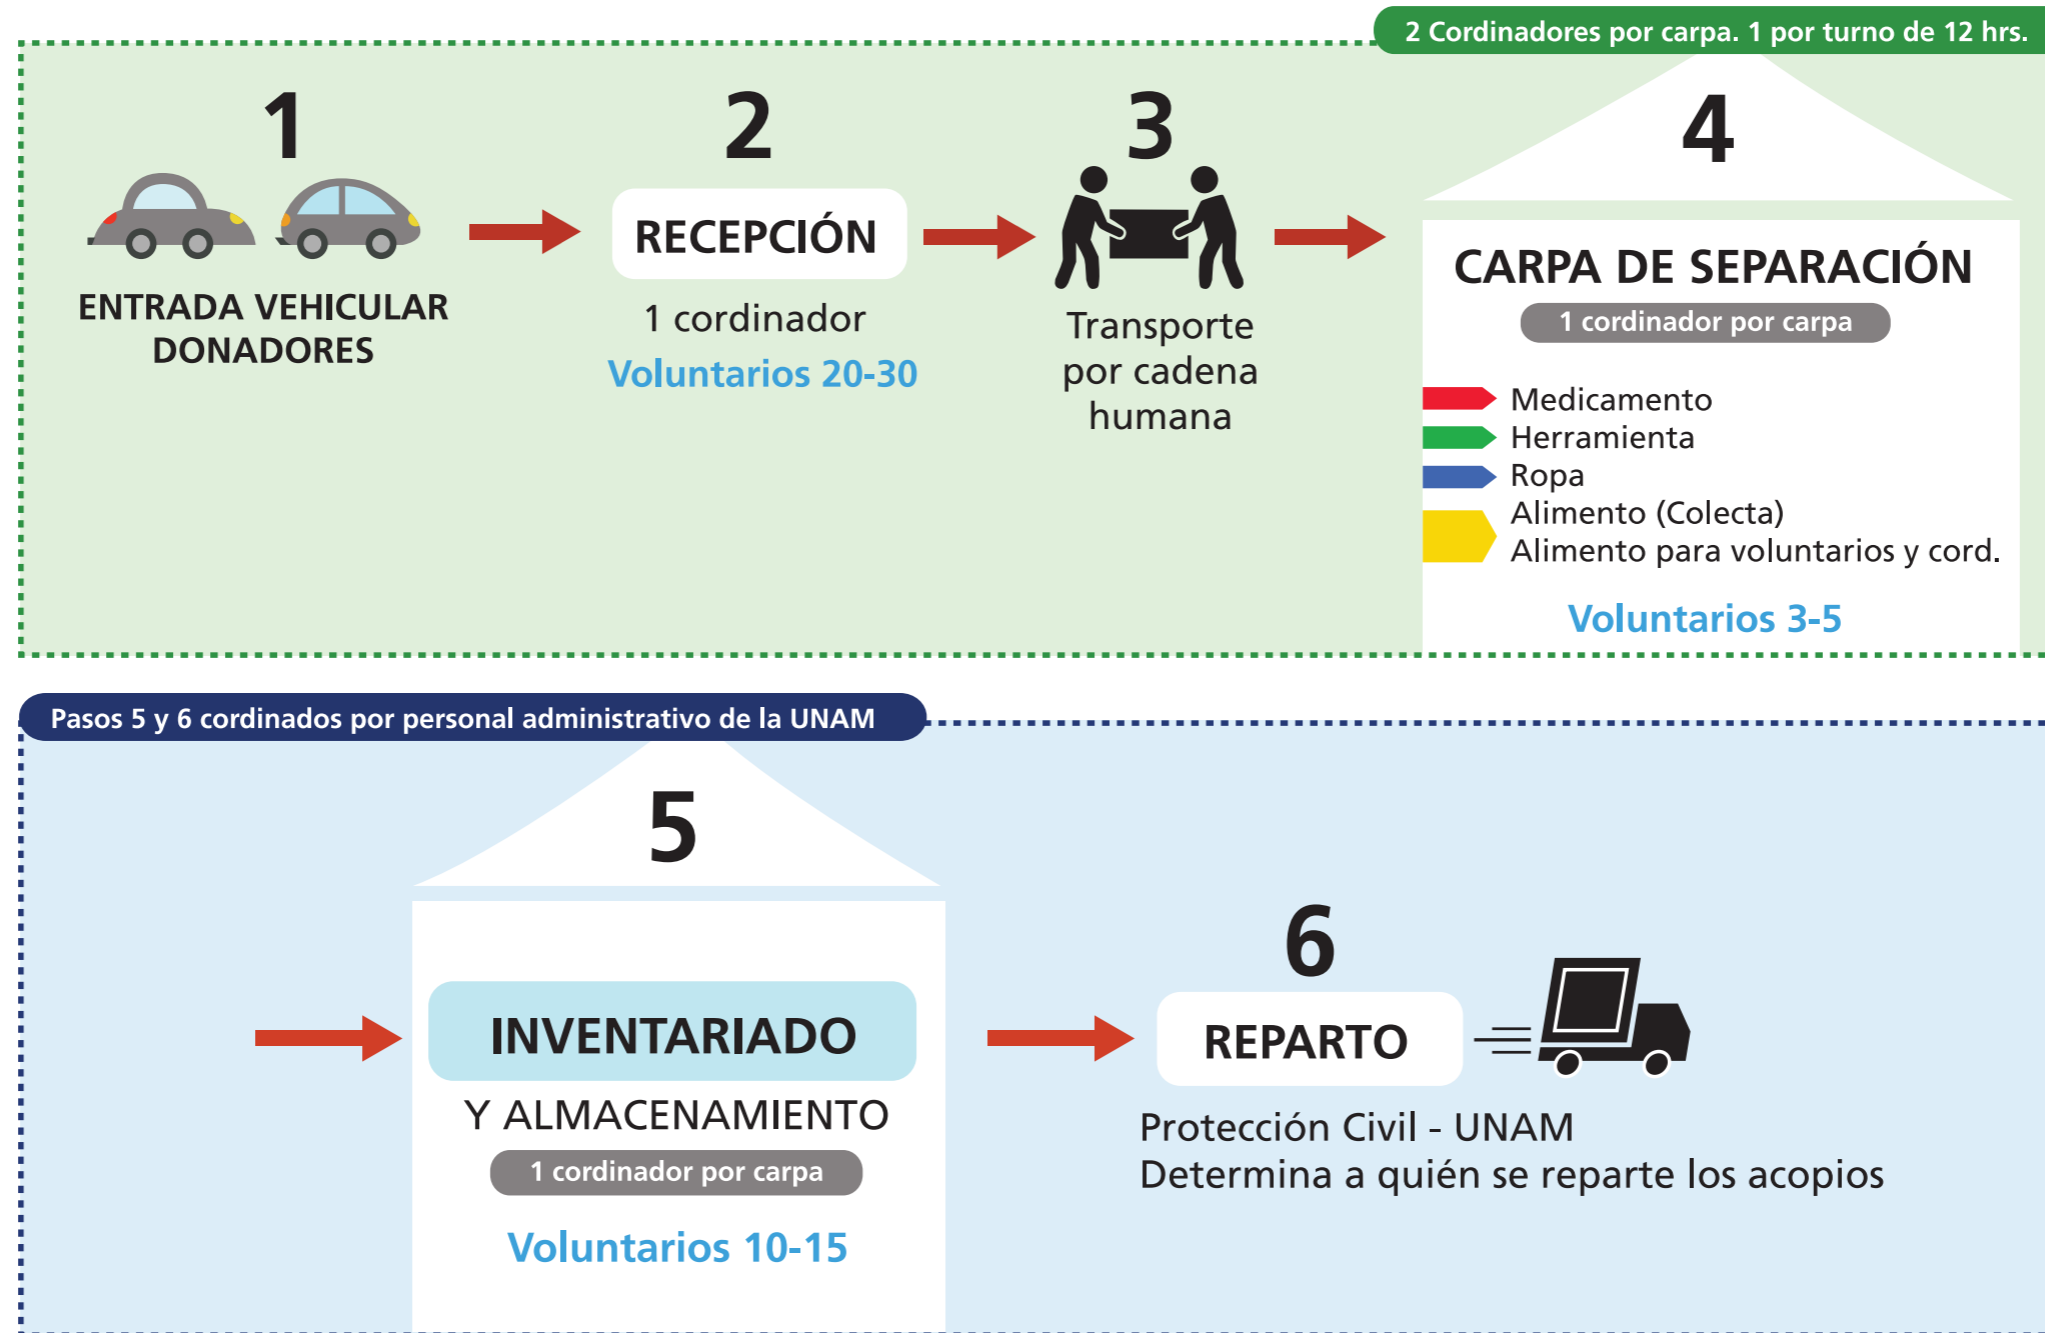 2 Cordinadores por carpa. 1 por turno de 12 hrs.
1
ENTRADA VEHICULAR
DONADORES
2
RECEPCIÓN
1 cordinador
Voluntarios 20-30
3
Transporte
por cadena
humana
4
CARPA DE SEPARACIÓN
1 cordinador por carpa
Medicamento
Herramienta
Ropa
Alimento (Colecta)
Alimento para voluntarios y cord.
Voluntarios 3-5
Pasos 5 y 6 cordinados por personal administrativo de la UNAM
5
INVENTARIADO
Y ALMACENAMIENTO
1 cordinador por carpa
Voluntarios 10-15
6
REPARTO
Protección Civil - UNAM
Determina a quién se reparte los acopios